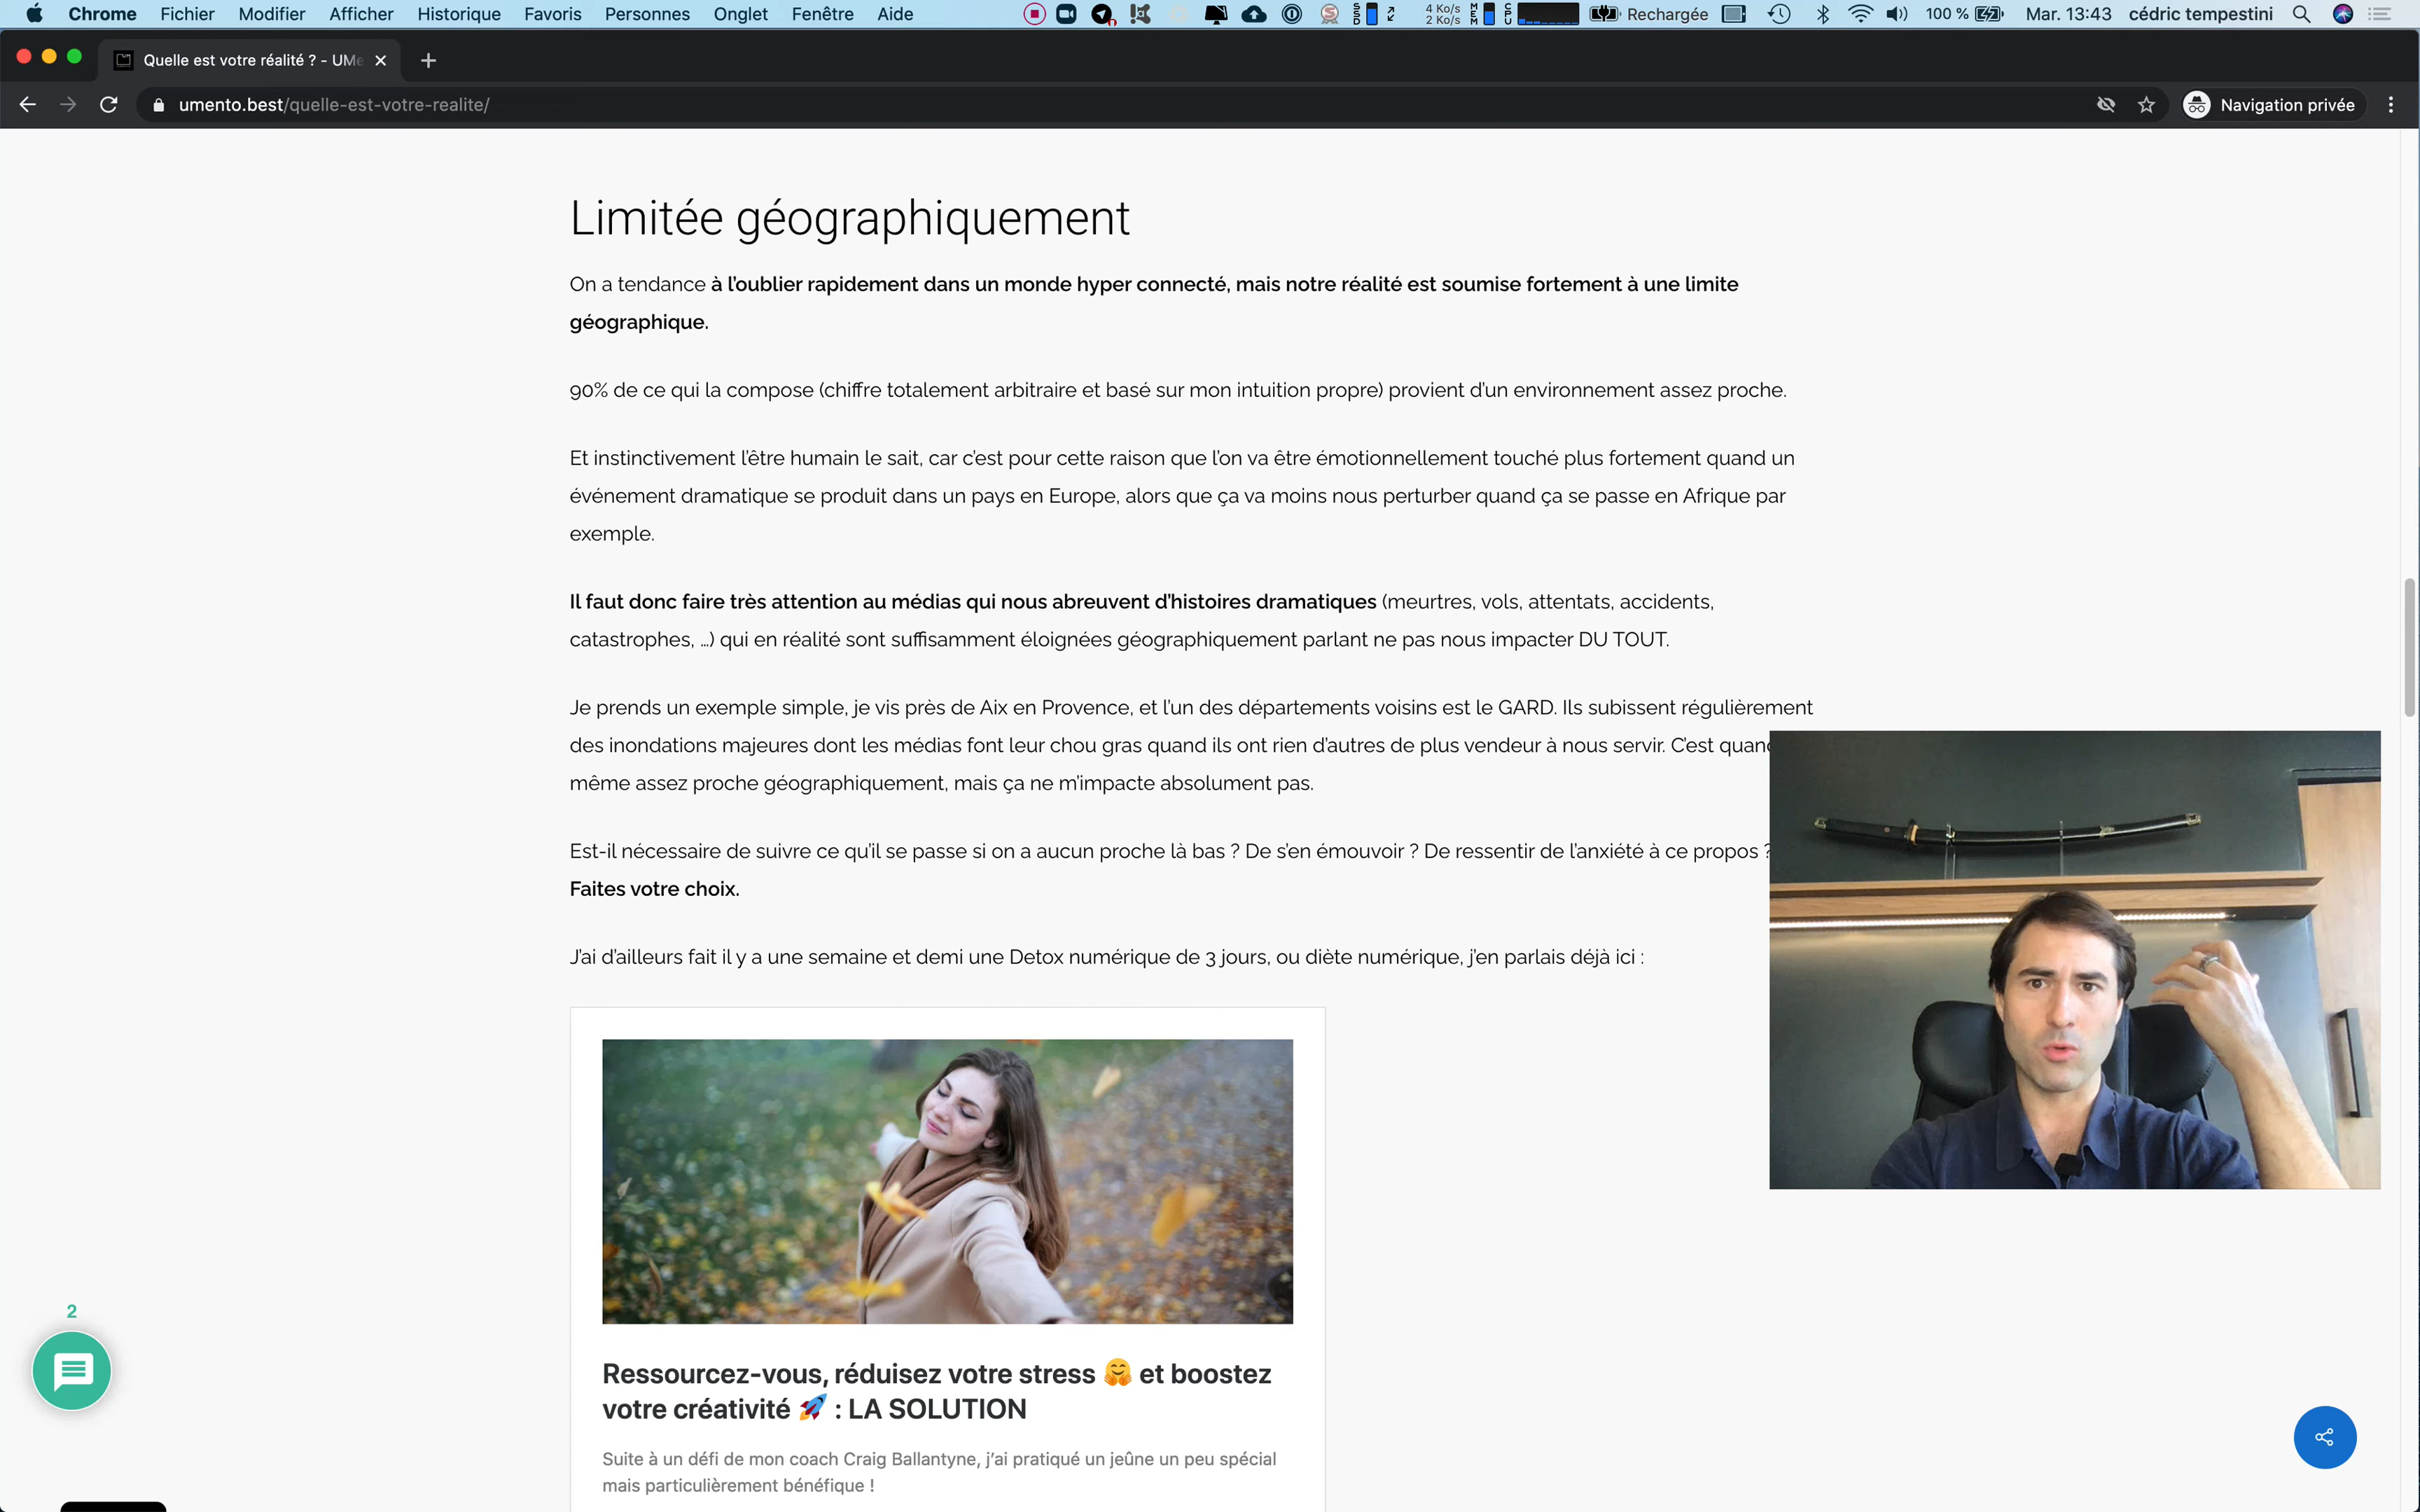 Chrome Fichier Modifier Afficher Historique Favoris Personnes Onglet Fenêtre Aide
4 Ko/s
2 Ko/s
Rechargée 100 % Mar. 13:43 cédric tempestini
Quelle est votre réalité ? - UMe
umento.best/quelle-est-votre-realite/
Navigation privée
Limitée géographiquement
On a tendance à l'oublier rapidement dans un monde hyper connecté, mais notre réalité est soumise fortement à une limite
géographique.
90% de ce qui la compose (chiffre totalement arbitraire et basé sur mon intuition propre) provient d'un environnement assez proche.
Et instinctivement l'être humain le sait, car c'est pour cette raison que l'on va être émotionnellement touché plus fortement quand un
événement dramatique se produit dans un pays en Europe, alors que ça va moins nous perturber quand ça se passe en Afrique par
exemple.
Il faut donc faire très attention au médias qui nous abreuvent d'histoires dramatiques (meurtres, vols, attentats, accidents,
catastrophes, …) qui en réalité sont suffisamment éloignées géographiquement parlant ne pas nous impacter DU TOUT.
Je prends un exemple simple, je vis près de Aix en Provence, et l'un des départements voisins est le GARD. Ils subissent régulièrement
des inondations majeures dont les médias font leur chou gras quand ils ont rien d'autres de plus vendeur à nous servir. C'est quand
même assez proche géographiquement, mais ça ne m'impacte absolument pas.
Est-il nécessaire de suivre ce qu'il se passe si on a aucun proche là bas ? De s'en émouvoir ? De ressentir de l'anxiété à ce propos ?
Faites votre choix.
J'ai d'ailleurs fait il y a une semaine et demi une Detox numérique de 3 jours, ou diète numérique, j'en parlais déjà ici :
2
Ressourcez-vous, réduisez votre stress 🤗 et boostez
votre créativité 🚀 : LA SOLUTION
Suite à un défi de mon coach Craig Ballantyne, j'ai pratiqué un jeûne un peu spécial
mais particulièrement bénéfique !